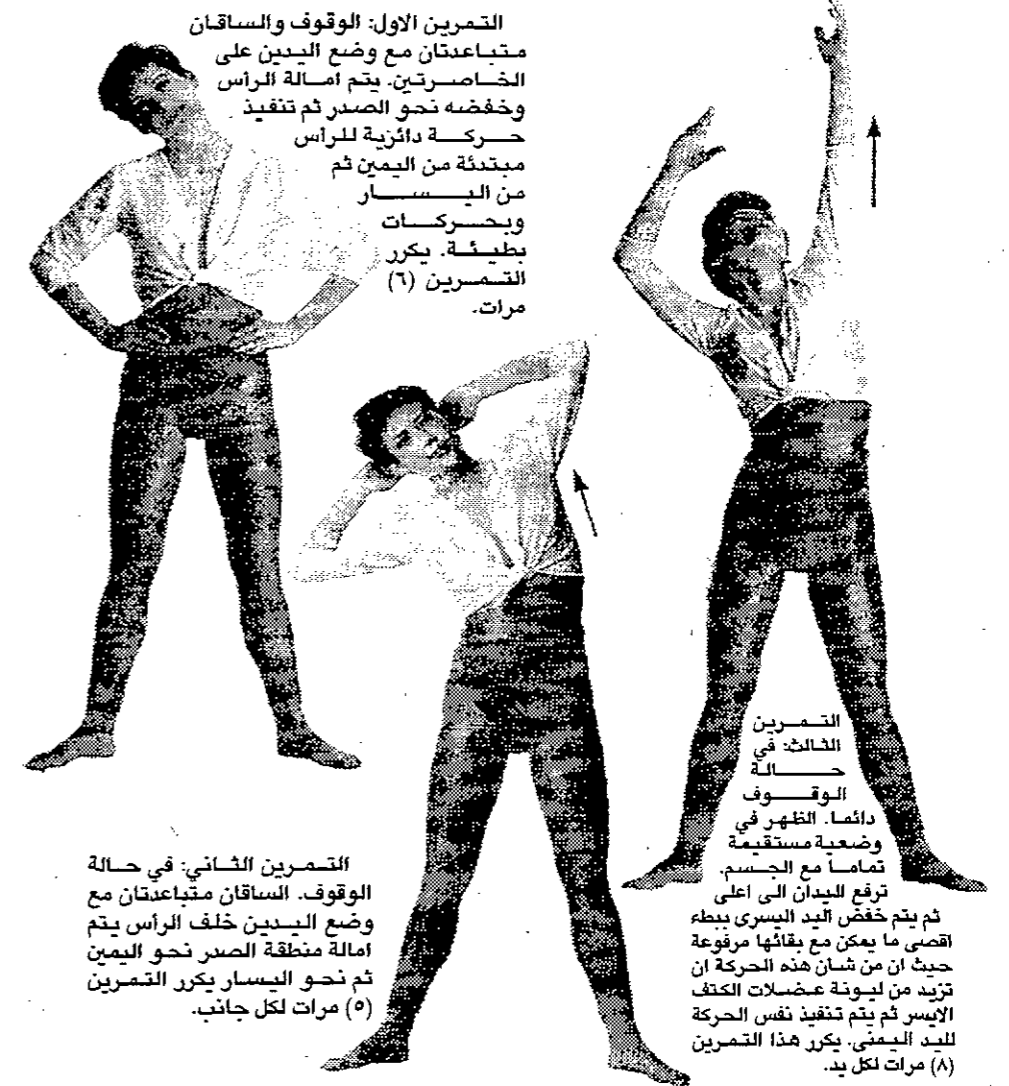 التمرين الاول: الوقوف والساقان
متباعدتان مع وضع اليدين على
الخاصرتين. يتم امالة الرأس
وخفضه نحو الصدر ثم تنفيذ
حركة دائزية للراس
مبتدئة من اليمين ثم
من اليسار
وبحركات
بطيئة. يكرر
التمرين (٦)
مرات.
التمرين الثاني: في حالة
الوقوف. الساقان متباعدتان مع
وضع اليدين خلف الرأس يتم
امالة منطقة الصدر نحو اليمين
ثم نحو اليسار يكرر التمرين
(٥) مرات لكل جانب.
التمرين
الثالث: في
حالة
الوقوف
دائما. الظهر في
وضعية مستقيمة
تماما مع الجسم.
ترفع اليدان الى اعلى
ثم يتم خفض اليد اليسرى ببطء
اقصى ما يمكن مع بقائها مرفوعة
حيث ان من شان هذه الحركة ان
تزيد من ليونة عضلات الكتف
الايسر ثم يتم تنفيذ نفس الحركة
لليد اليمنى. يكرر هذا التمرين
(٨) مرات لكل يد.